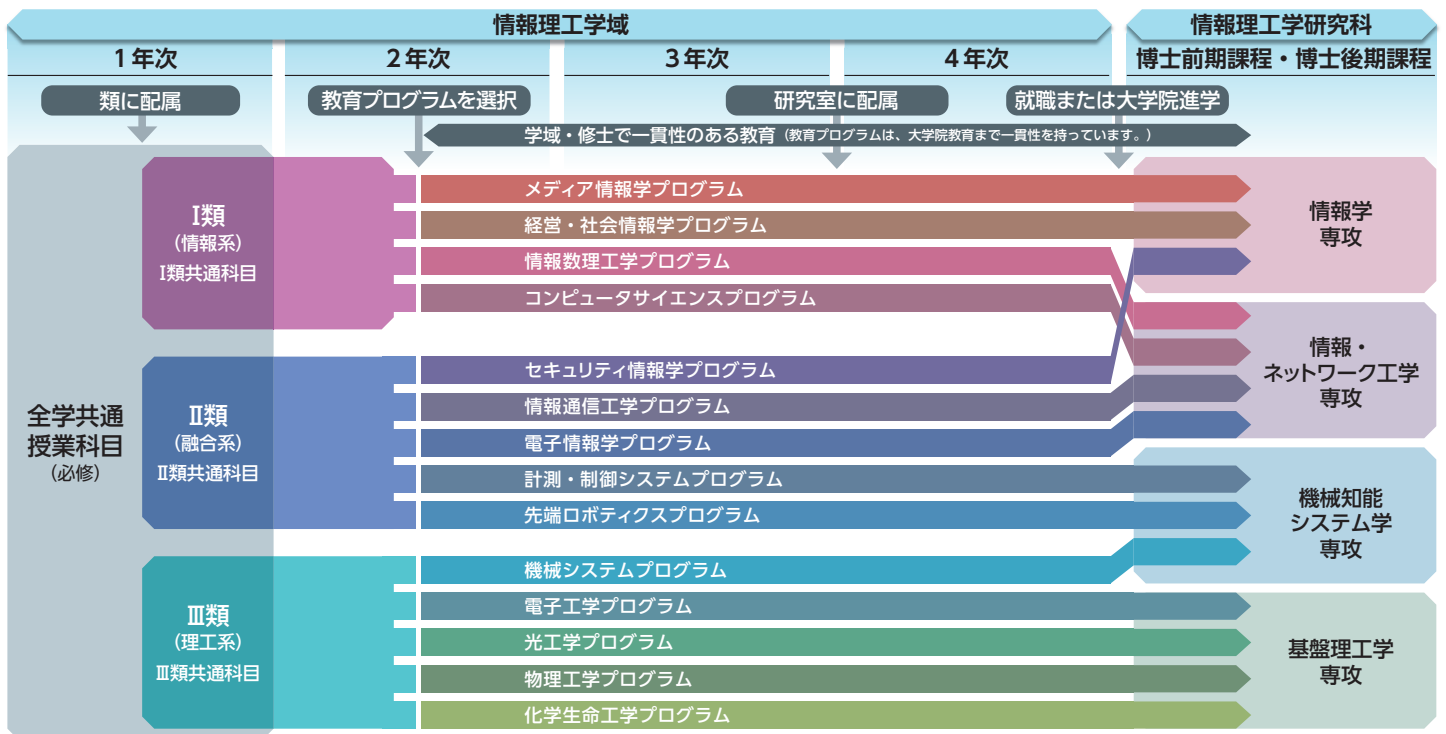 情報理工学域
情報理工学研究科
1年次
2年次
3年次
4年次
博士前期課程・博士後期課程
類に配属
教育プログラムを選択
研究室に配属
就職または大学院進学
学域・修士で一貫性のある教育（教育プログラムは、大学院教育まで一貫性を持っています。）
全学共通
授業科目
（必修）
Ⅰ類
（情報系）
Ⅰ類共通科目
メディア情報学プログラム
経営・社会情報学プログラム
情報数理工学プログラム
コンピュータサイエンスプログラム
Ⅱ類
（融合系）
Ⅱ類共通科目
セキュリティ情報学プログラム
情報通信工学プログラム
電子情報学プログラム
計測・制御システムプログラム
先端ロボティクスプログラム
Ⅲ類
（理工系）
Ⅲ類共通科目
機械システムプログラム
電子工学プログラム
光工学プログラム
物理工学プログラム
化学生命工学プログラム
情報学
専攻
情報・
ネットワーク工学
専攻
機械知能
システム学
専攻
基盤理工学
専攻